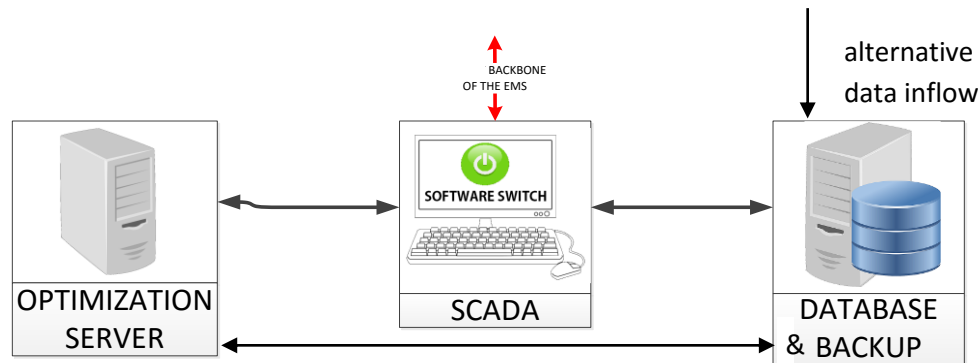 BACKBONE
OF THE EMS
alternative
data inflow
SOFTWARE SWITCH
OPTIMIZATION
SERVER
SCADA
DATABASE
& BACKUP